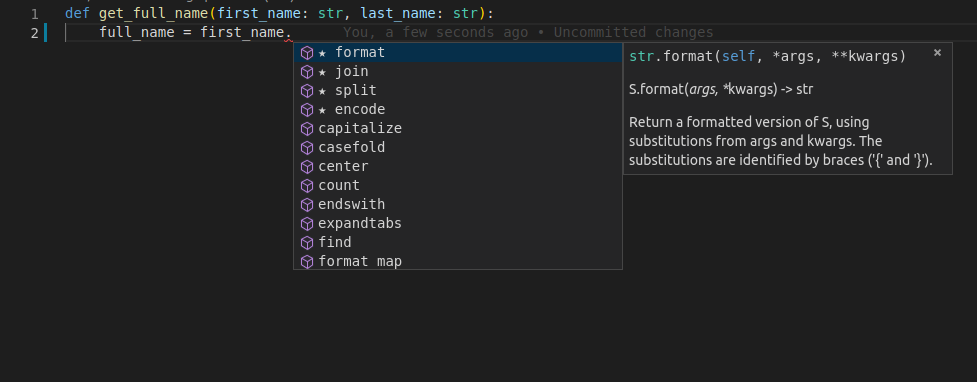 1 def get_full_name(first_name: str, last_name: str):
2 full_name = first_name. You, a few seconds ago • Uncommitted changes
★ format
★ join
★ split
★ encode
capitalize
casefold
center
count
endswith
expandtabs
find
format_map
str.format(self, *args, **kwargs) ×
S.format(args, *kwargs) -> str
Return a formatted version of S, using
substitutions from args and kwargs. The
substitutions are identified by braces ('{' and '}').